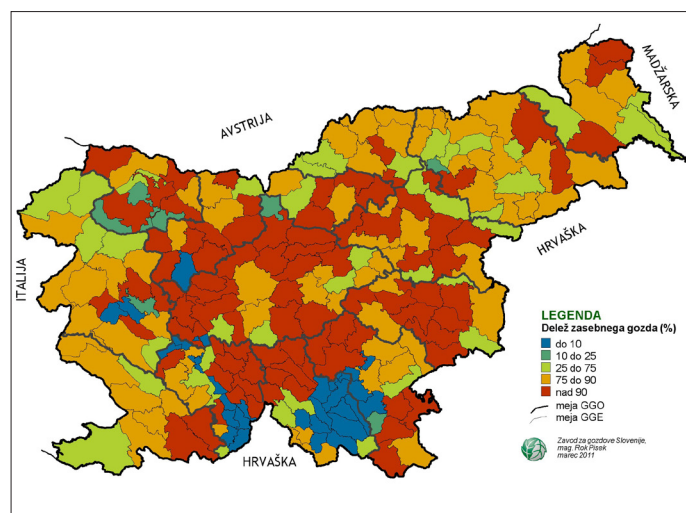 AVSTRIJA
MADŽARSKA
HRVAŠKA
ITALIJA
LEGENDA
Delež zasebnega gozda (%)
do 10
10 do 25
25 do 75
75 do 90
nad 90
meja GGO
meja GGE
Zavod za gozdove Slovenije,
mag. Rok Pisek
marec 2011
HRVAŠKA